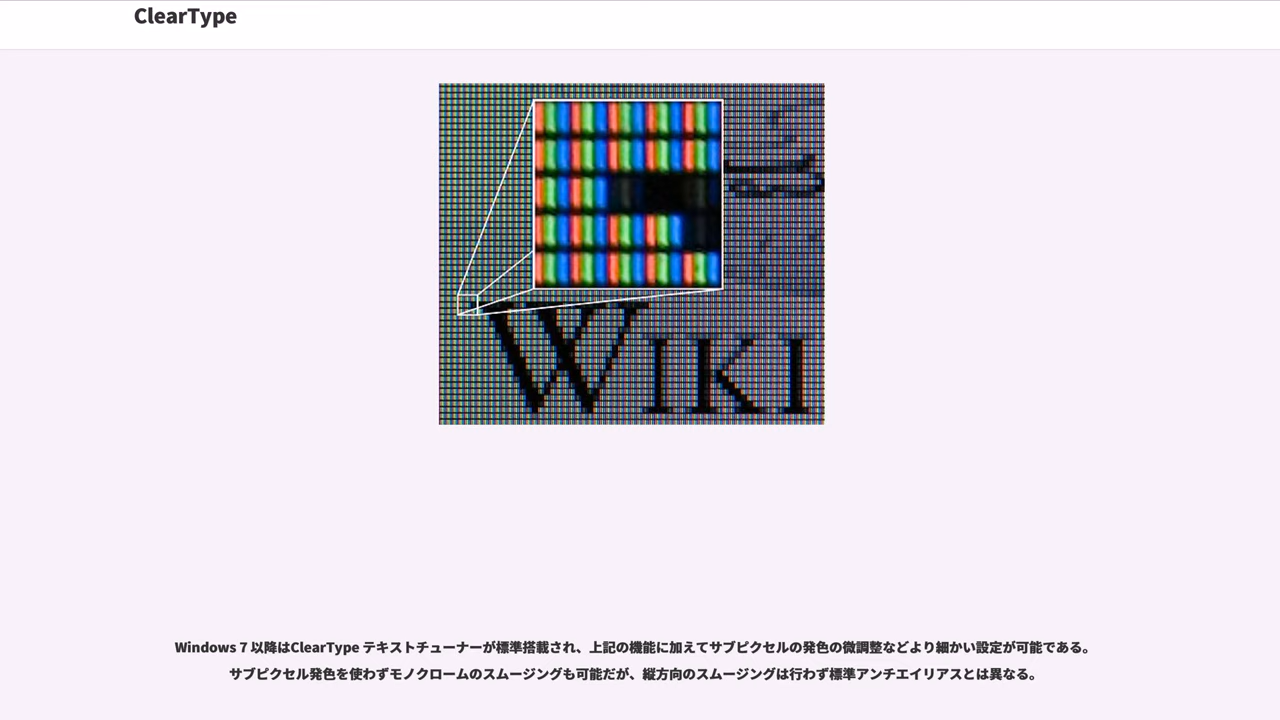 ClearType
WIKI
Windows 7 以降はClearType テキストチューナーが標準搭載され、上記の機能に加えてサブピクセルの発色の微調整などより細かい設定が可能である。
サブピクセル発色を使わずモノクロームのスムージングも可能だが、縦方向のスムージングは行わず標準アンチエイリアスとは異なる。